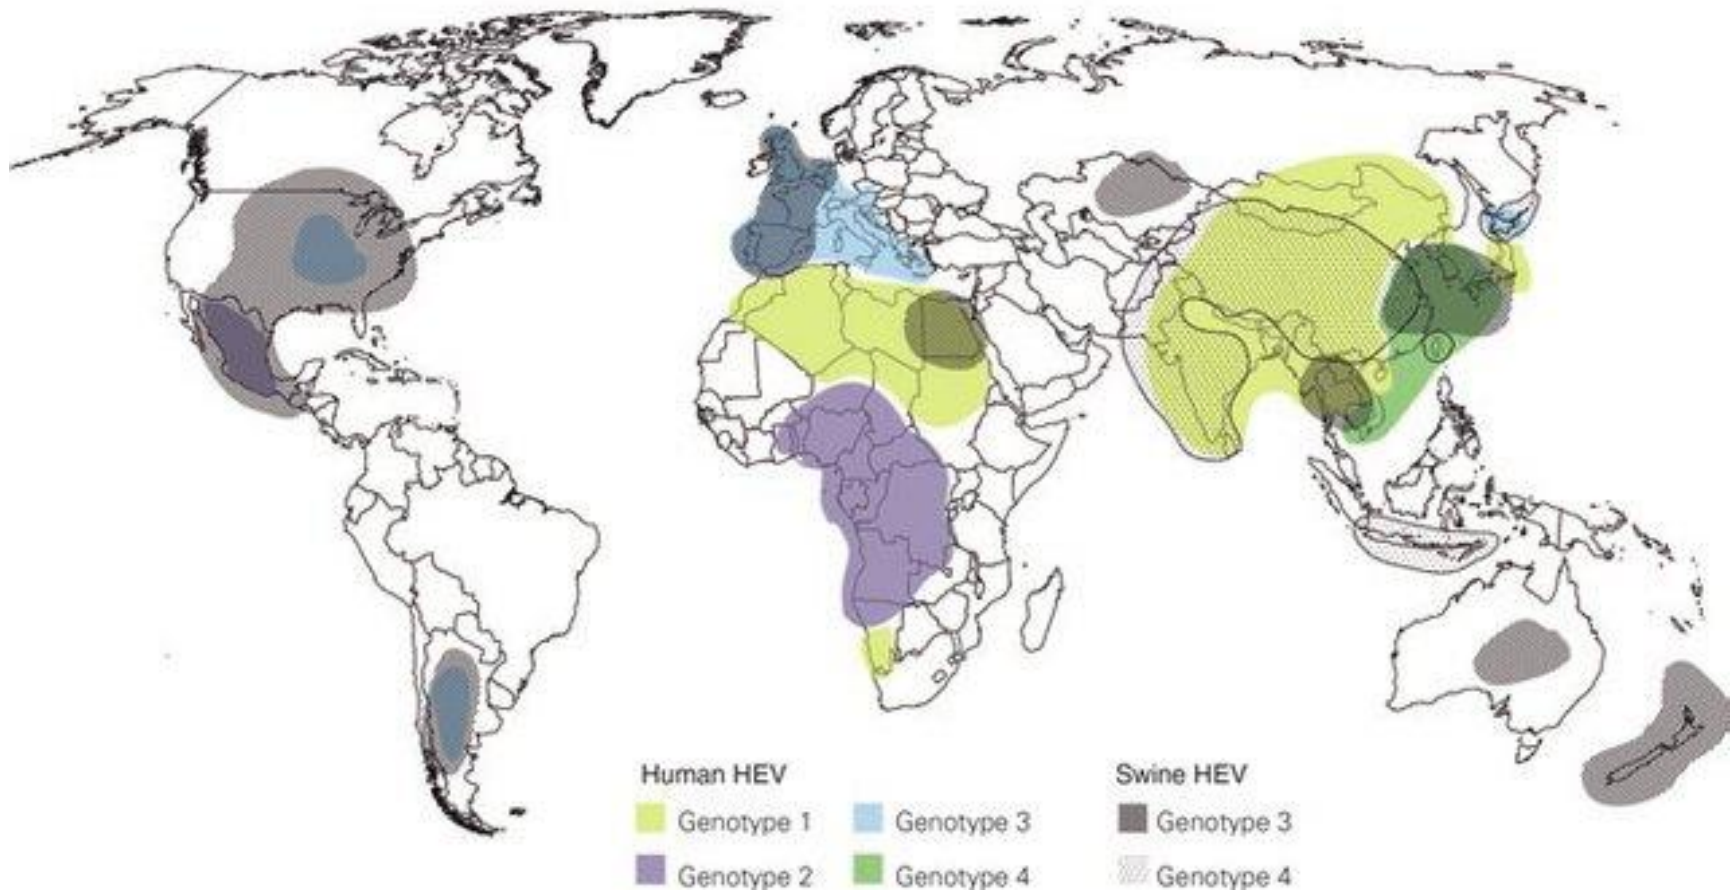 Human HEV
Genotype 1
Genotype 2
Genotype 3
Genotype 4
Swine HEV
Genotype 3
Genotype 4